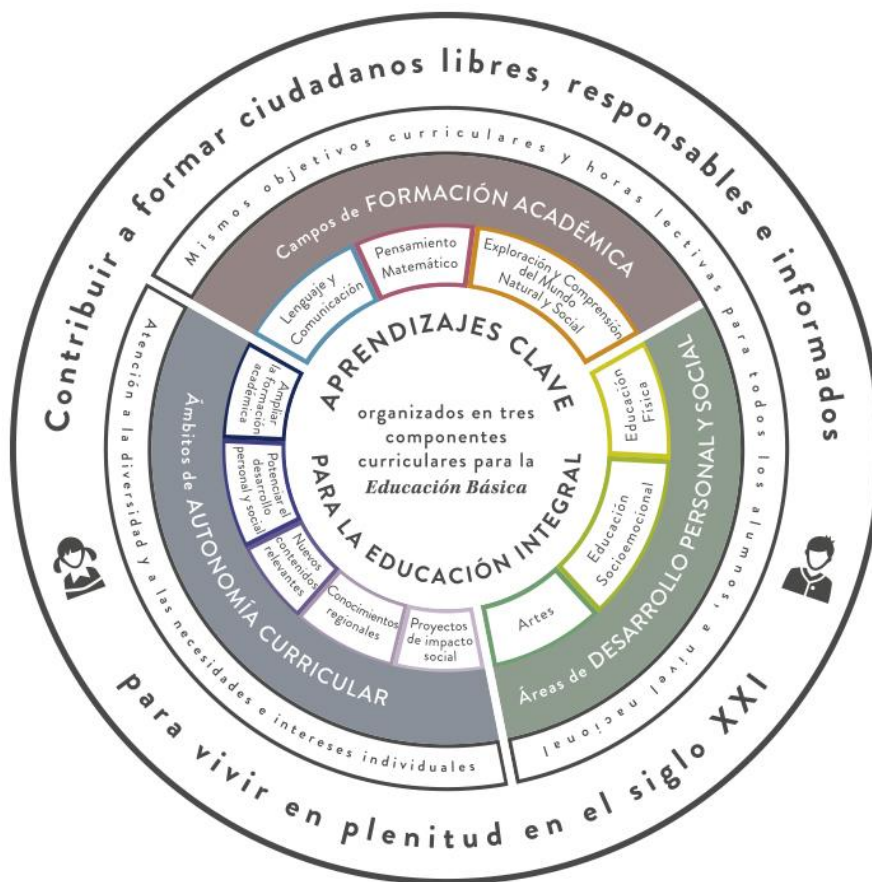 Contribuir a formar ciudadanos libres, responsables e informados
para vivir en plenitud en el siglo XXI
Mismos objetivos curriculares y horas lectivas para todos los alumnos, a nivel nacional
Atención a la diversidad y a las necesidades e intereses individuales
Campos de FORMACIÓN ACADÉMICA
Lenguaje y
Comunicación
Pensamiento
Matemático
Exploración y Comprensión
del Mundo
Natural y Social
Áreas de DESARROLLO PERSONAL Y SOCIAL
Educación
Física
Educación
Socioemocional
Artes
Ámbitos de AUTONOMÍA CURRICULAR
Ampliar
la formación
académica
Potenciar el
desarrollo
personal y social
Nuevos
contenidos
relevantes
Conocimientos
regionales
Proyectos
de impacto
social
APRENDIZAJES CLAVE
organizados en tres
componentes
curriculares para la
Educación Básica
PARA LA EDUCACIÓN INTEGRAL